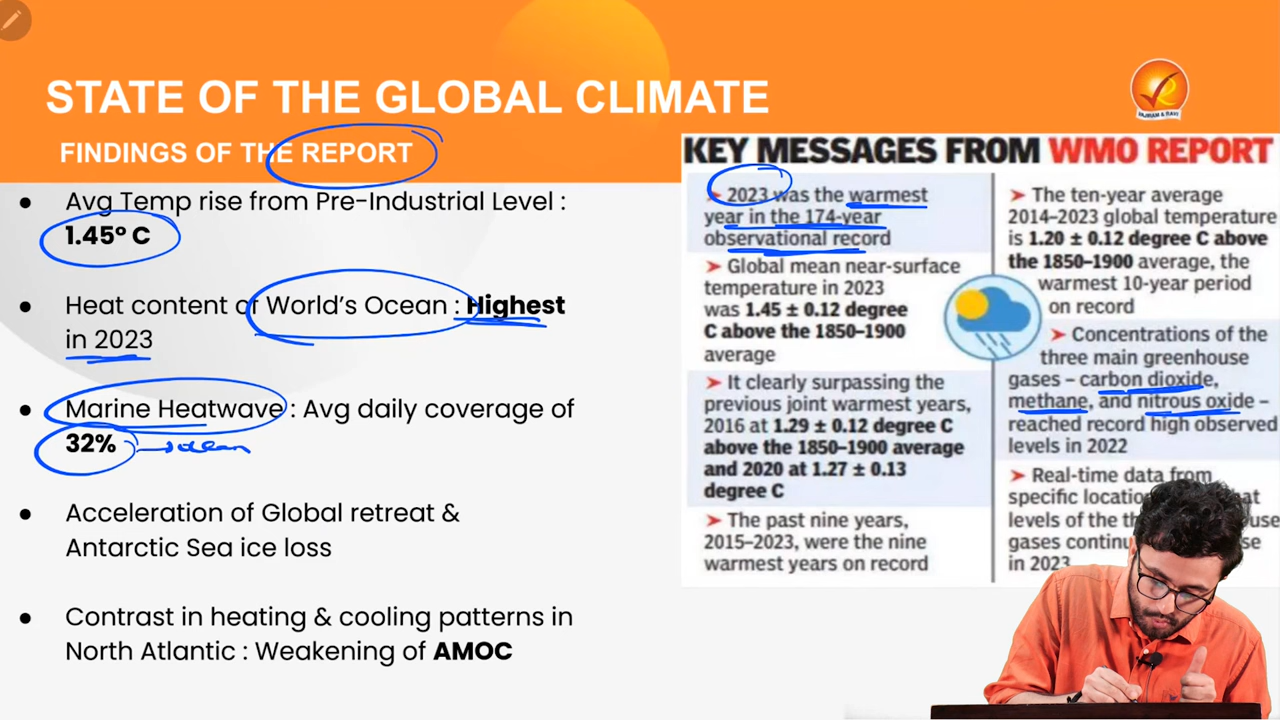 STATE OF THE GLOBAL CLIMATE
FINDINGS OF THE REPORT
● Avg Temp rise from Pre-Industrial Level :
1.45° C
● Heat content of World's Ocean : Highest
in 2023
● Marine Heatwave : Avg daily coverage of
32% → ocean
● Acceleration of Global retreat &
Antarctic Sea ice loss
● Contrast in heating & cooling patterns in
North Atlantic : Weakening of AMOC
VAJIRAM & RAVI
KEY MESSAGES FROM WMO REPORT
➤ 2023 was the warmest
year in the 174-year
observational record
➤ Global mean near-surface
temperature in 2023
was 1.45 ± 0.12 degree
C above the 1850–1900
average
➤ It clearly surpassing the
previous joint warmest years,
2016 at 1.29 ± 0.12 degree C
above the 1850–1900 average
and 2020 at 1.27 ± 0.13
degree C
➤ The past nine years,
2015–2023, were the nine
warmest years on record
➤ The ten-year average
2014–2023 global temperature
is 1.20 ± 0.12 degree C above
the 1850–1900 average, the
warmest 10-year period
on record
➤ Concentrations of the
three main greenhouse
gases – carbon dioxide,
methane, and nitrous oxide –
reached record high observed
levels in 2022
➤ Real-time data from
specific
levels of the
gases
in 2023